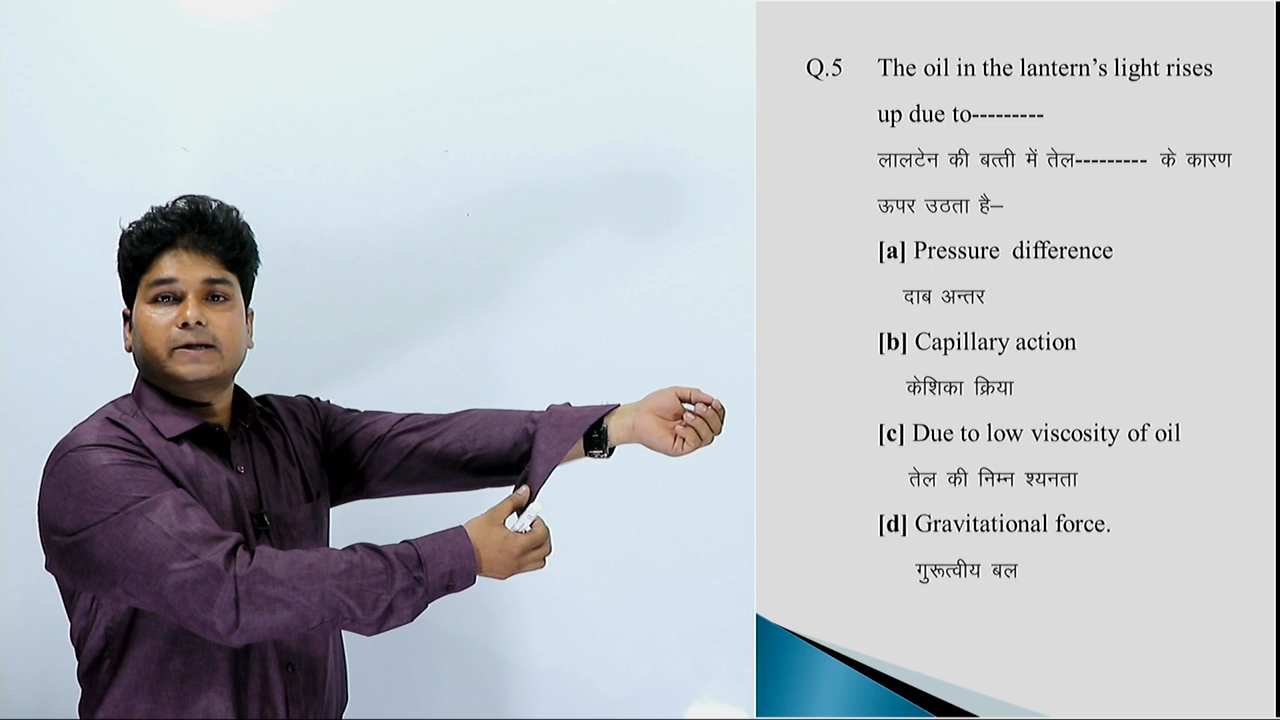 Q.5 The oil in the lantern’s light rises
up due to---------
लालटेन की बत्ती में तेल--------- के कारण
ऊपर उठता है–
[a] Pressure difference
दाब अन्तर
[b] Capillary action
केशिका क्रिया
[c] Due to low viscosity of oil
तेल की निम्न श्यनता
[d] Gravitational force.
गुरूत्वीय बल